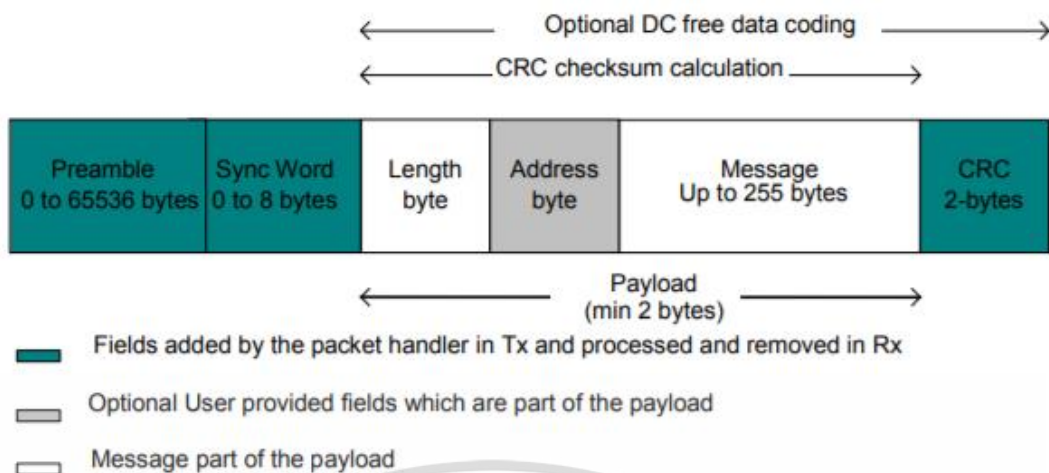 Optional DC free data coding
CRC checksum calculation
Preamble
0 to 65536 bytes
Sync Word
0 to 8 bytes
Length
byte
Address
byte
Message
Up to 255 bytes
CRC
2-bytes
Payload
(min 2 bytes)
Fields added by the packet handler in Tx and processed and removed in Rx
Optional User provided fields which are part of the payload
Message part of the payload